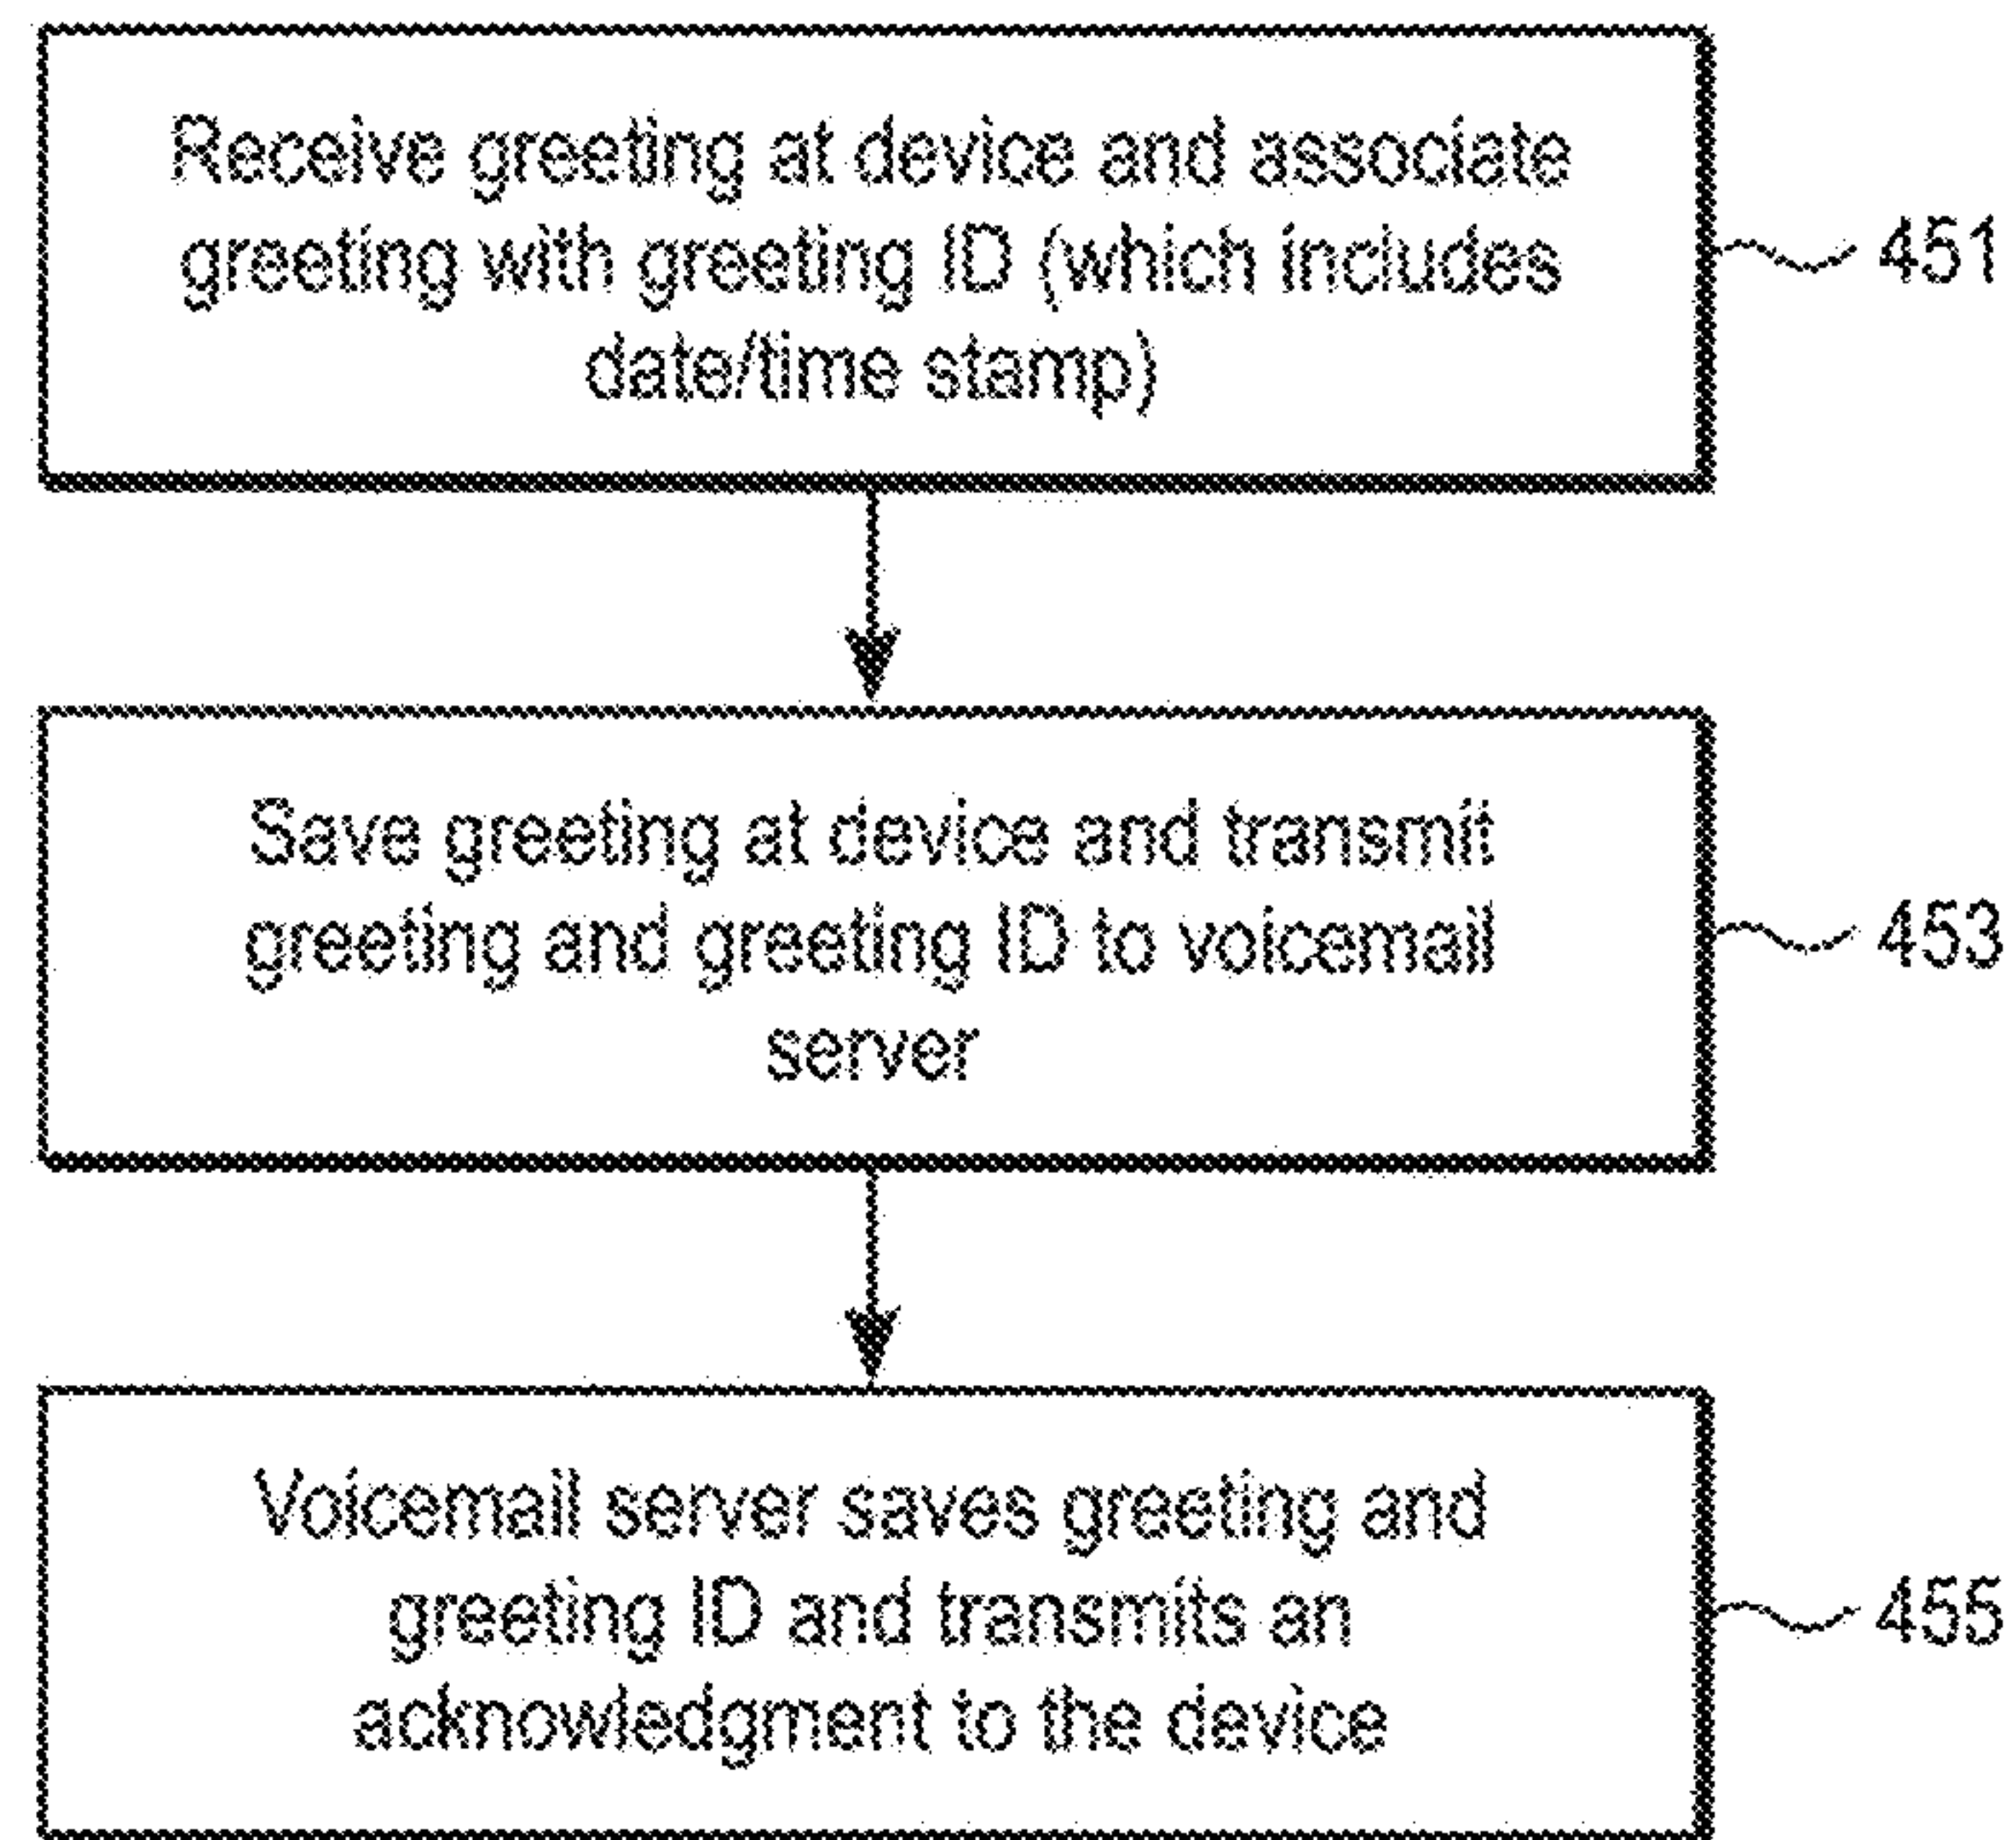 Receive greeting at device and associate
greeting with greeting ID (which includes
date/time stamp)
451
Save greeting at device and transmit
greeting and greeting ID to voicemail
server
453
Voicemail server saves greeting and
greeting ID and transmits an
acknowledgment to the device
455